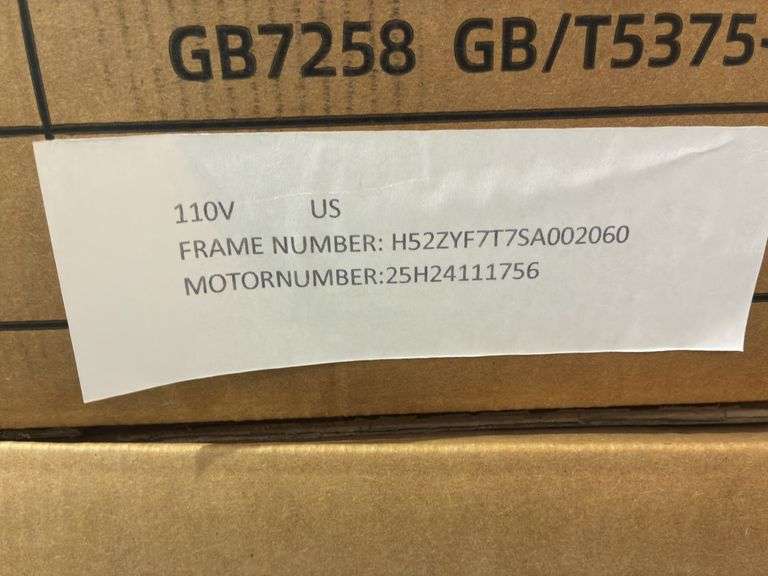 GB7258 GB/T5375-
110V US
FRAME NUMBER: H52ZYF7T7SA002060
MOTORNUMBER:25H24111756